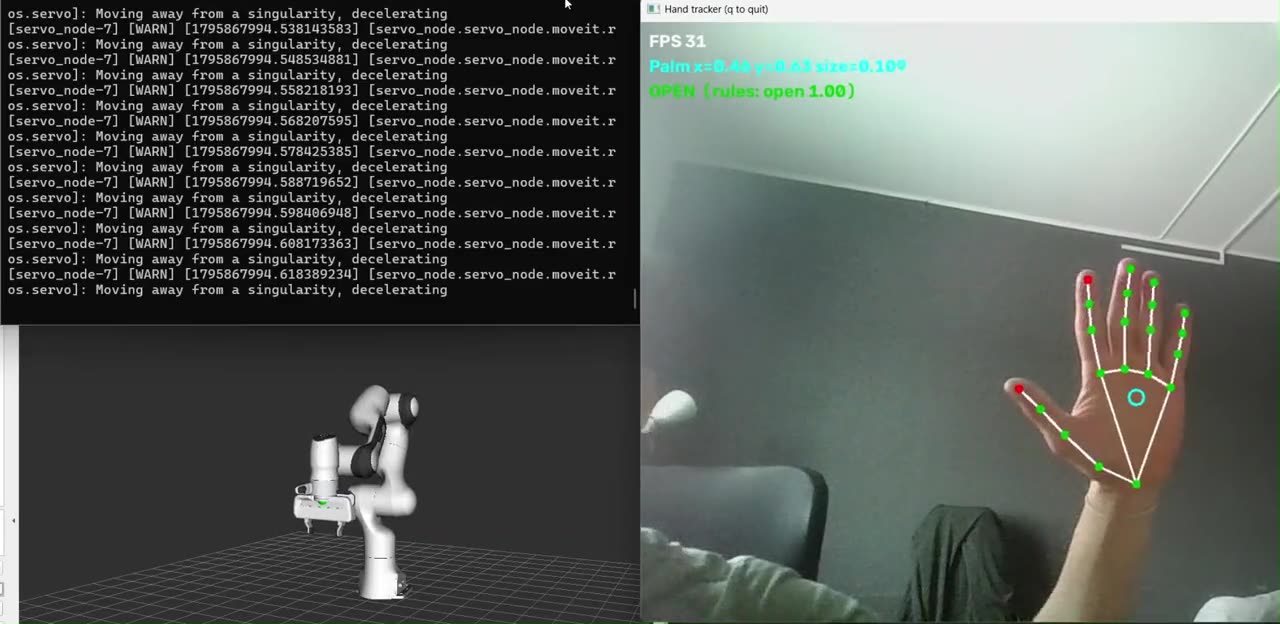 os.servo]: Moving away from a singularity, decelerating
[servo_node-7] [WARN] [1795867994.538143583] [servo_node.servo_node.moveit.r
os.servo]: Moving away from a singularity, decelerating
[servo_node-7] [WARN] [1795867994.548534881] [servo_node.servo_node.moveit.r
os.servo]: Moving away from a singularity, decelerating
[servo_node-7] [WARN] [1795867994.558218193] [servo_node.servo_node.moveit.r
os.servo]: Moving away from a singularity, decelerating
[servo_node-7] [WARN] [1795867994.568207595] [servo_node.servo_node.moveit.r
os.servo]: Moving away from a singularity, decelerating
[servo_node-7] [WARN] [1795867994.578425385] [servo_node.servo_node.moveit.r
os.servo]: Moving away from a singularity, decelerating
[servo_node-7] [WARN] [1795867994.588719652] [servo_node.servo_node.moveit.r
os.servo]: Moving away from a singularity, decelerating
[servo_node-7] [WARN] [1795867994.598406948] [servo_node.servo_node.moveit.r
os.servo]: Moving away from a singularity, decelerating
[servo_node-7] [WARN] [1795867994.608173363] [servo_node.servo_node.moveit.r
os.servo]: Moving away from a singularity, decelerating
[servo_node-7] [WARN] [1795867994.618389234] [servo_node.servo_node.moveit.r
os.servo]: Moving away from a singularity, decelerating
Hand tracker (q to quit)
FPS 31
Palm x=0.46 y=0.63 size=0.109
OPEN (rules: open 1.00)